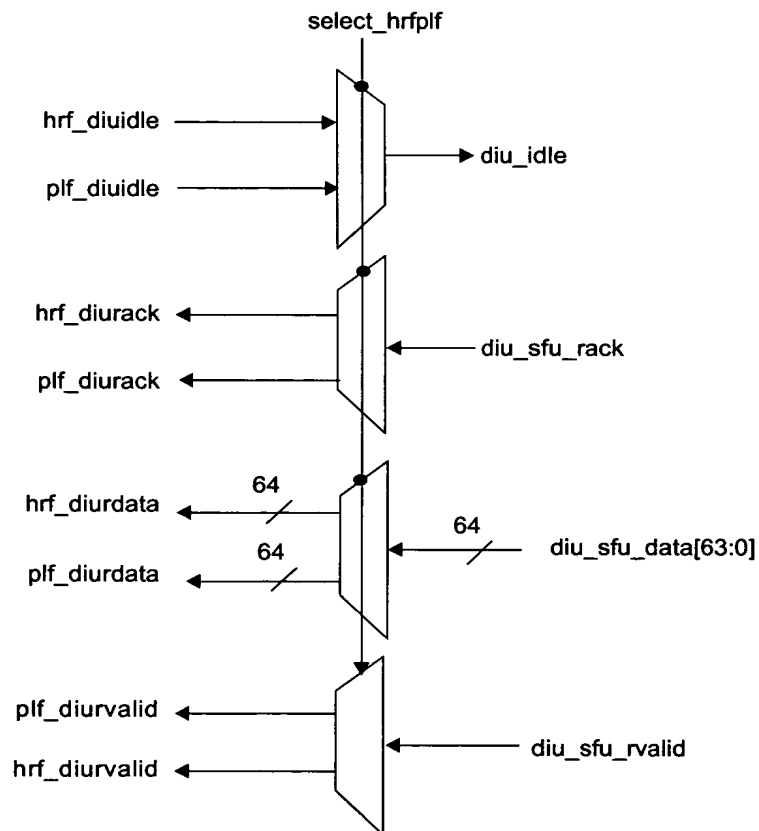 select_hrfplf
hrf_diuidle
diu_idle
plf_diuidle
hrf_diurack
diu_sfu_rack
plf_diurack
64
hrf_diurdata
64
64
diu_sfu_data[63:0]
plf_diurdata
plf_diurvalid
diu_sfu_rvalid
hrf_diurvalid